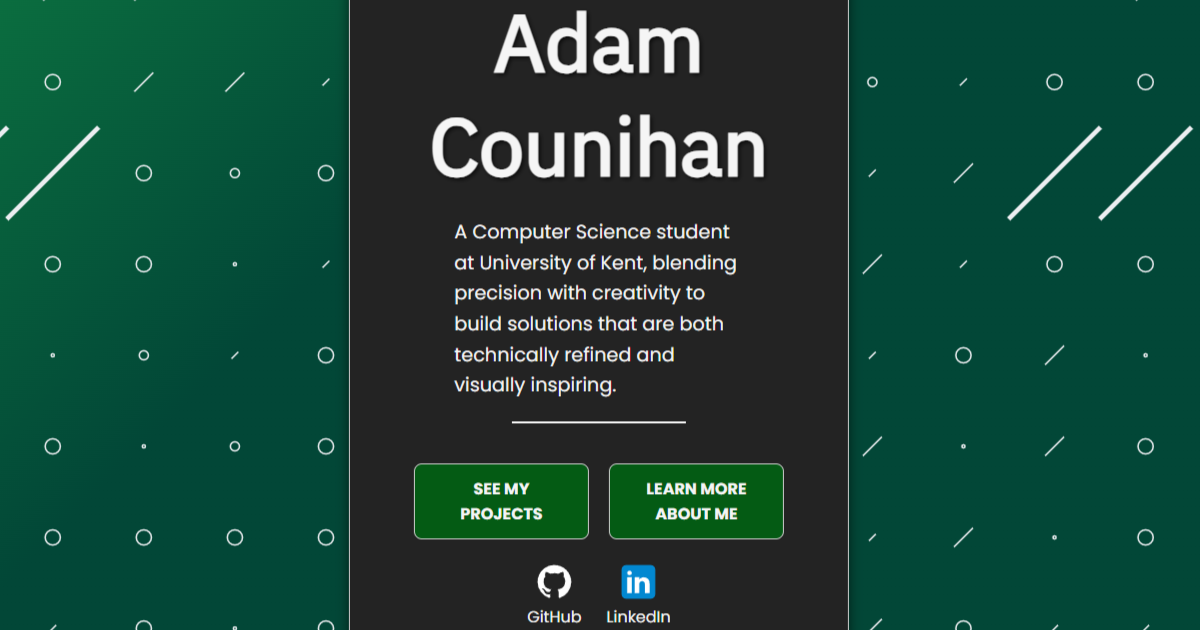 Adam
Counihan
A Computer Science student
at University of Kent, blending
precision with creativity to
build solutions that are both
technically refined and
visually inspiring.
SEE MY
PROJECTS
LEARN MORE
ABOUT ME
in
GitHub
LinkedIn